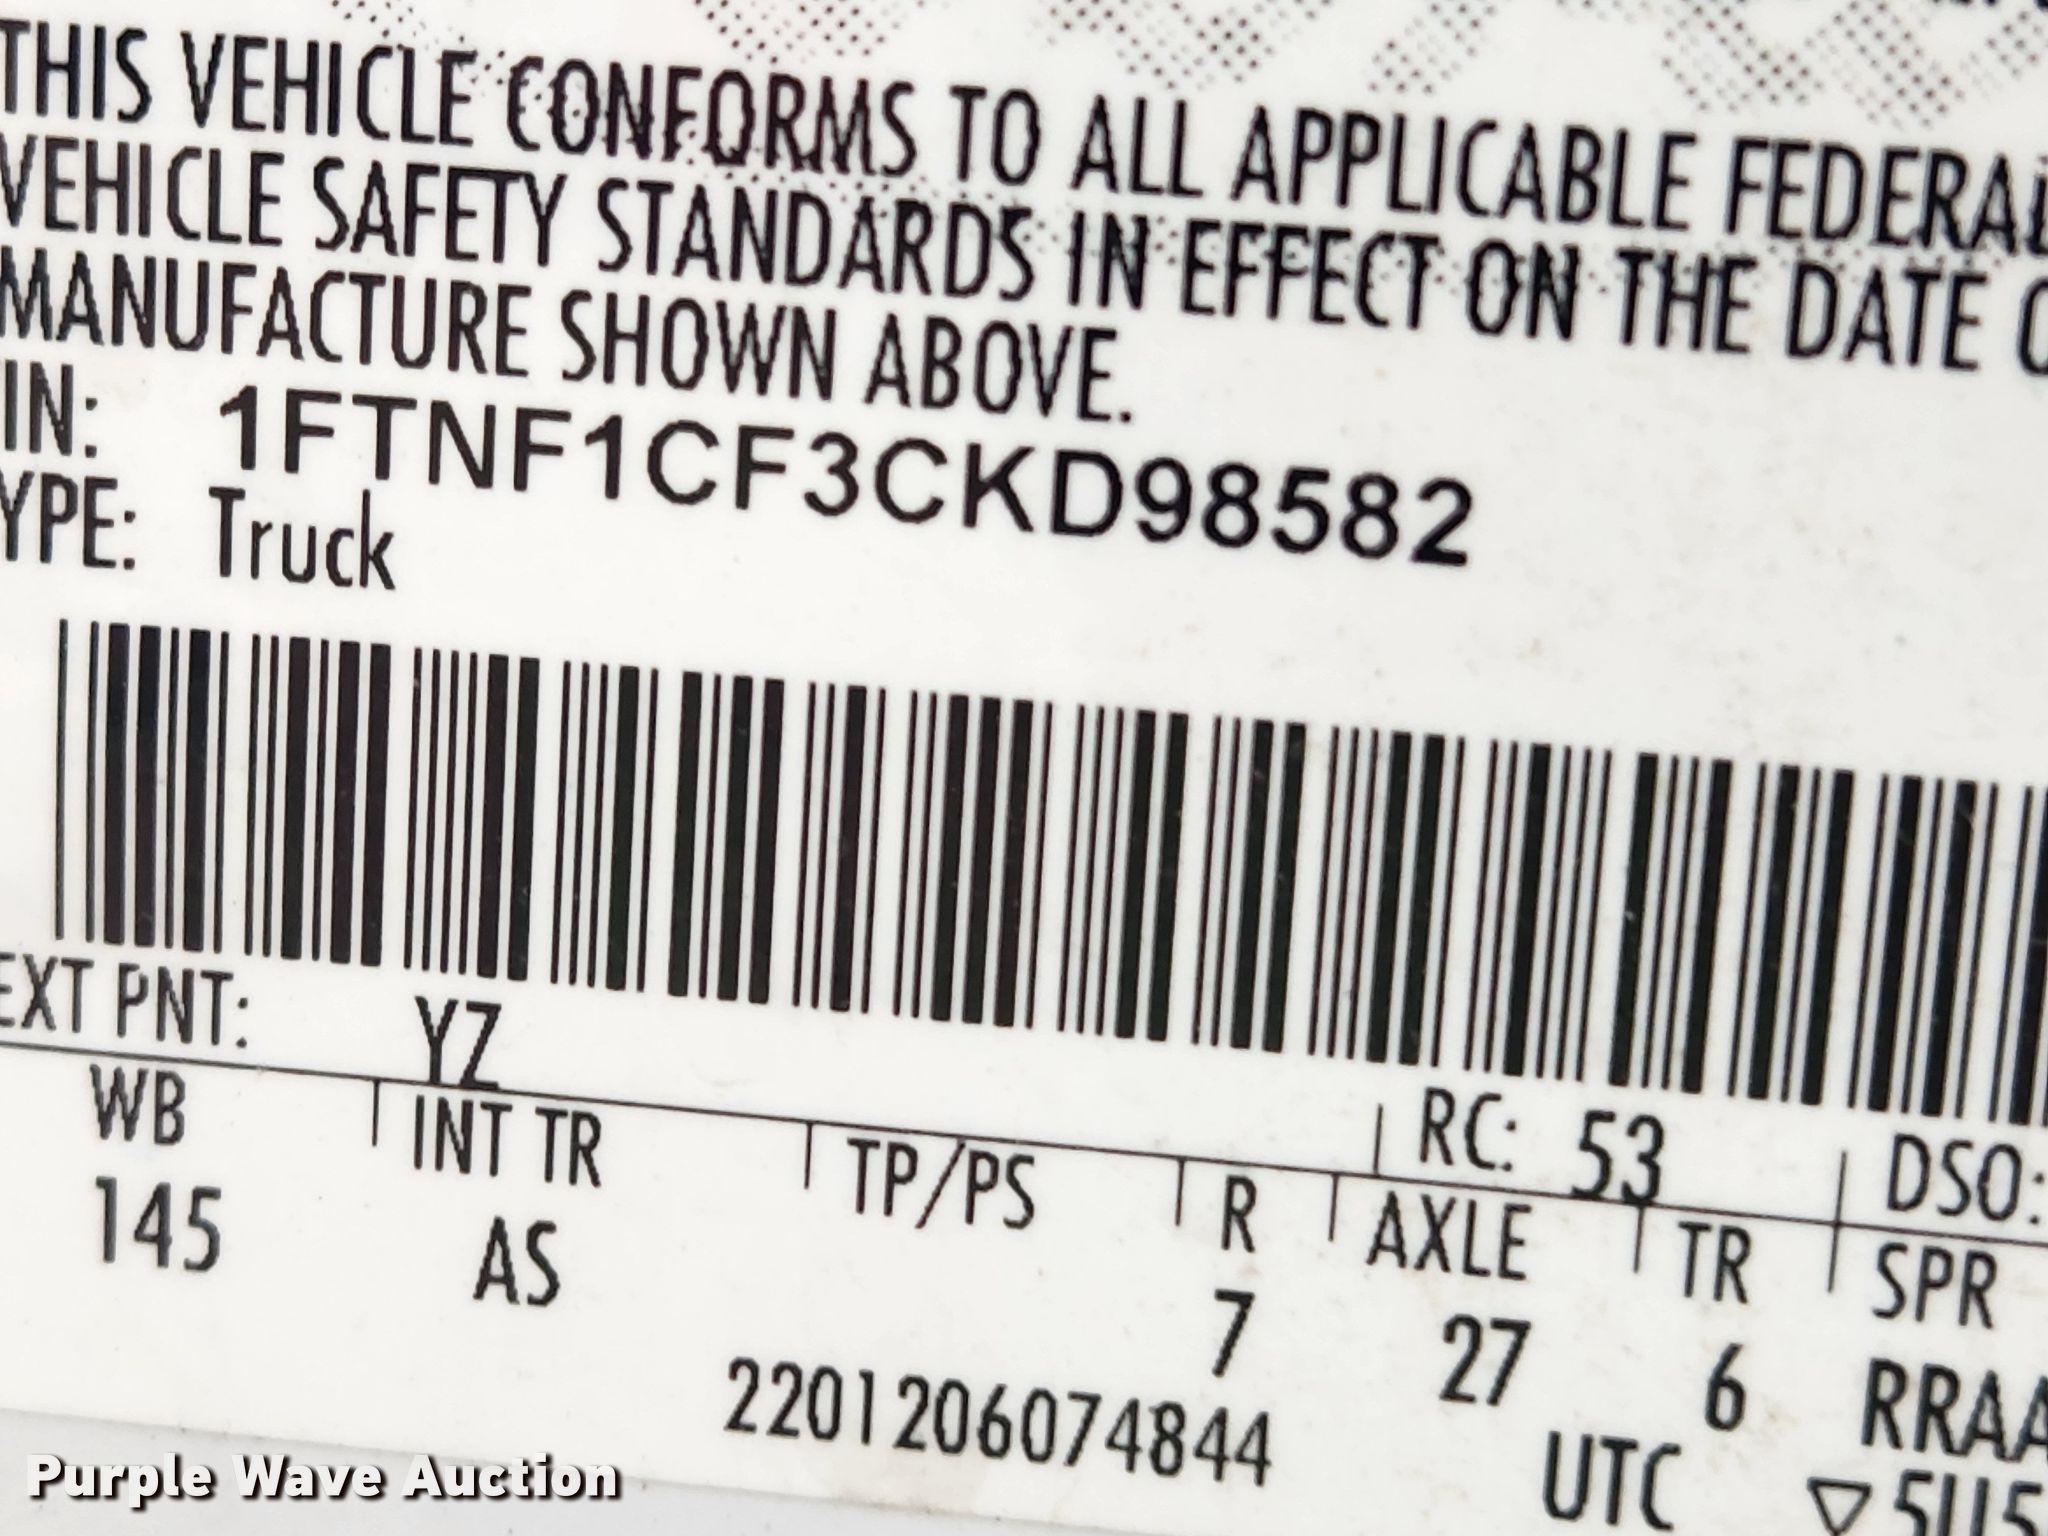 THIS VEHICLE CONFORMS TO ALL APPLICABLE FEDERAL
VEHICLE SAFETY STANDARDS IN EFFECT ON THE DATE O
MANUFACTURE SHOWN ABOVE.
IN: 1FTNF1CF3CKD98582
YPE: Truck
EXT PNT: YZ RC: 53 DSO:
WB INT TR TP/PS R AXLE TR SPR
145 AS 7 27 6 RRAA
2201206074844
UTC ▽5U5
Purple Wave Auction